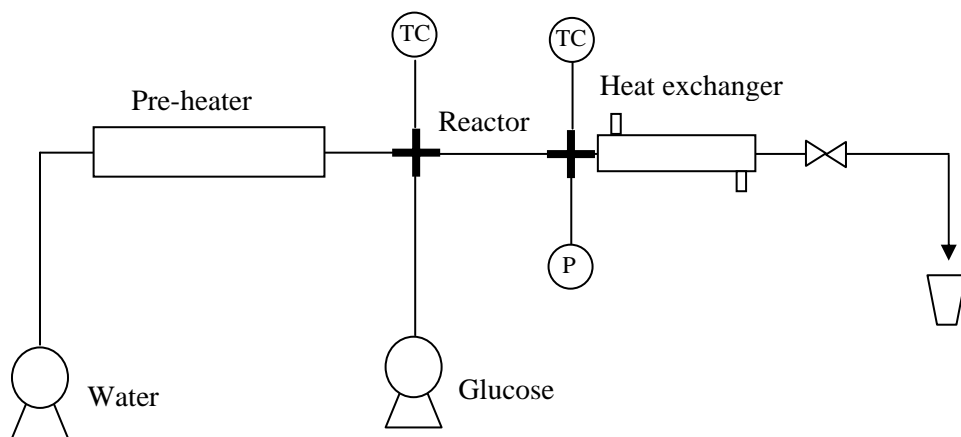 TC
TC
Pre-heater
Heat exchanger
Reactor
P
Water
Glucose